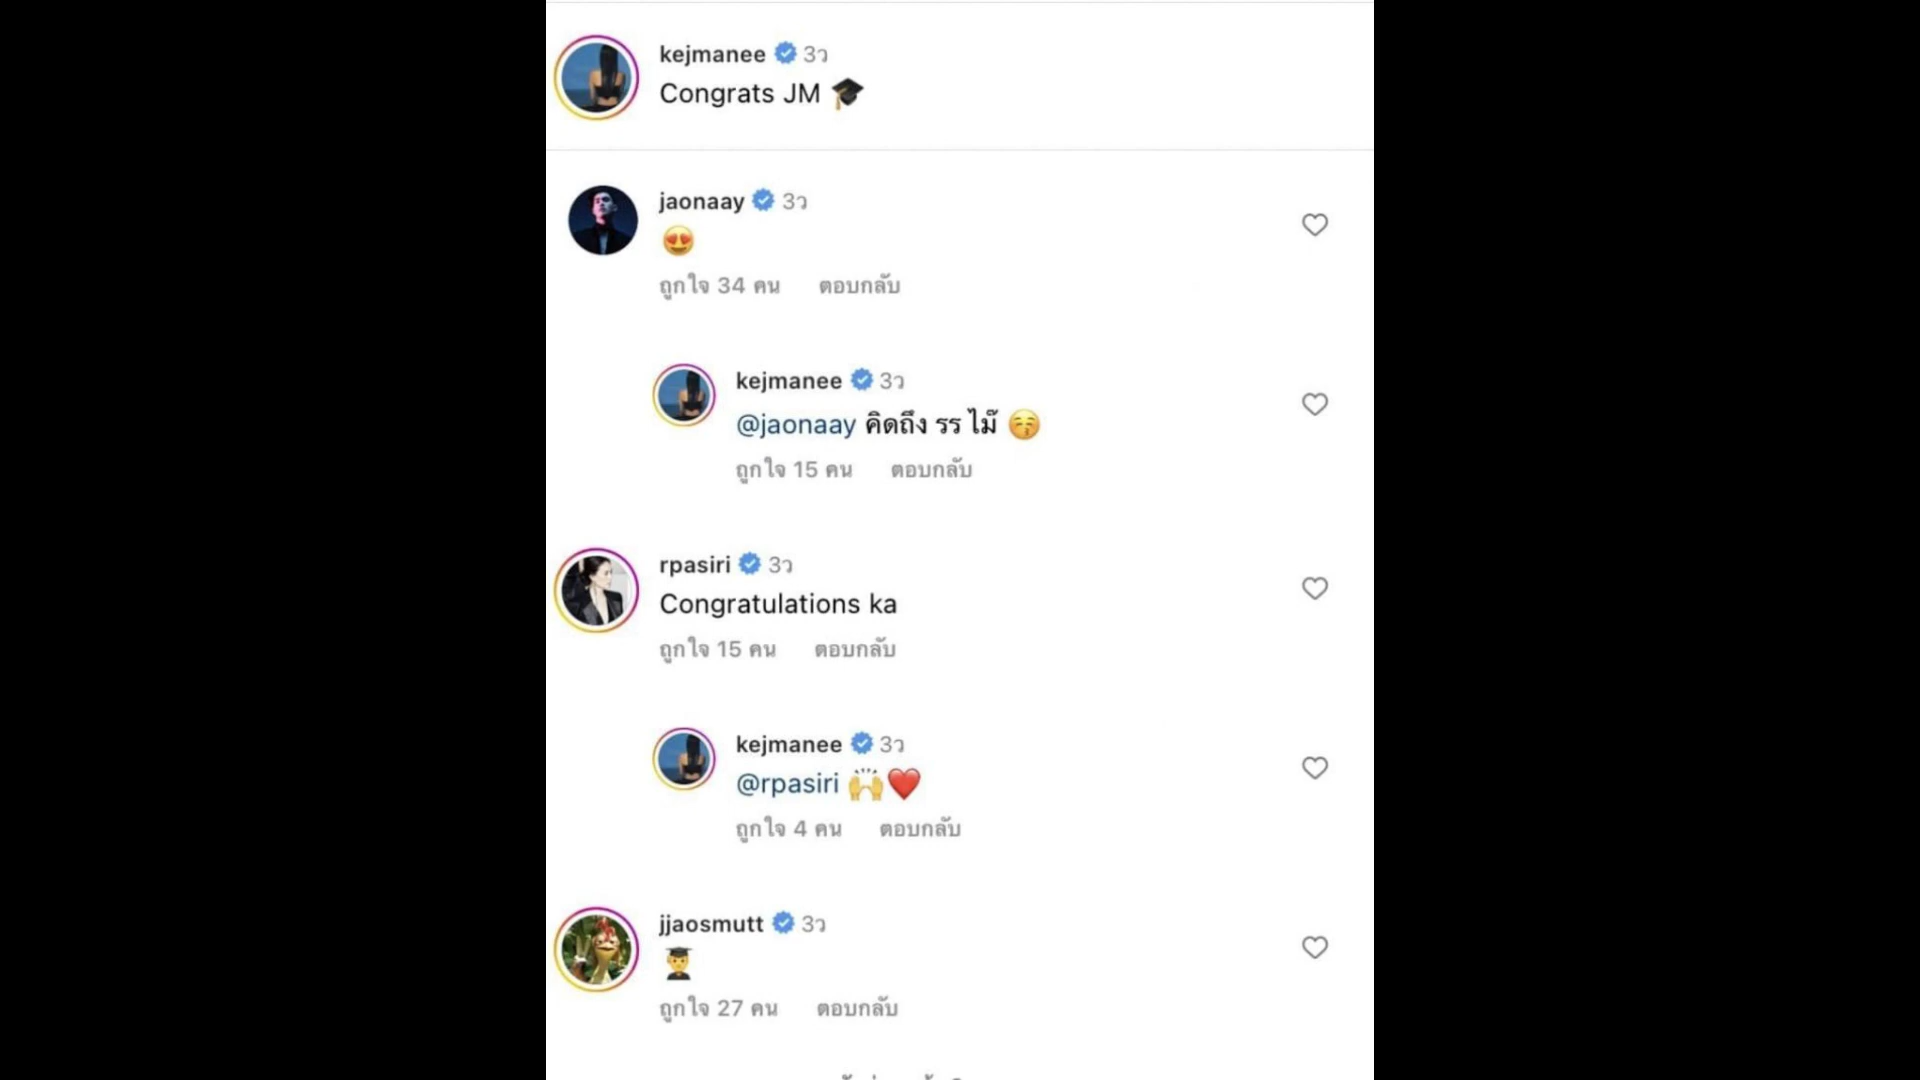 kejmanee 3ว
Congrats JM 🎓
jaonaay 3ว
😍
ถูกใจ 34 คน ตอบกลับ
kejmanee 3ว
@jaonaay คิดถึง รร ไม๊ 😚
ถูกใจ 15 คน ตอบกลับ
rpasiri 3ว
Congratulations ka
ถูกใจ 15 คน ตอบกลับ
kejmanee 3ว
@rpasiri 🙌❤️
ถูกใจ 4 คน ตอบกลับ
jjaosmutt 3ว
👨‍🎓
ถูกใจ 27 คน ตอบกลับ